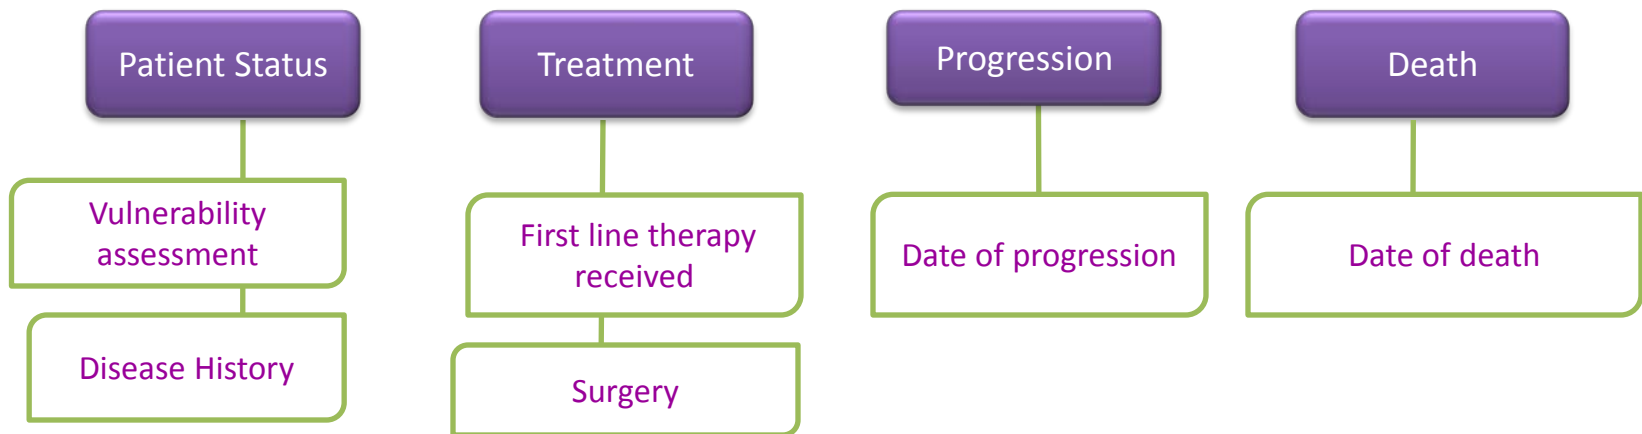 Patient Status
Treatment
Progression
Death
Vulnerability
assessment
First line therapy
received
Date of progression
Date of death
Disease History
Surgery